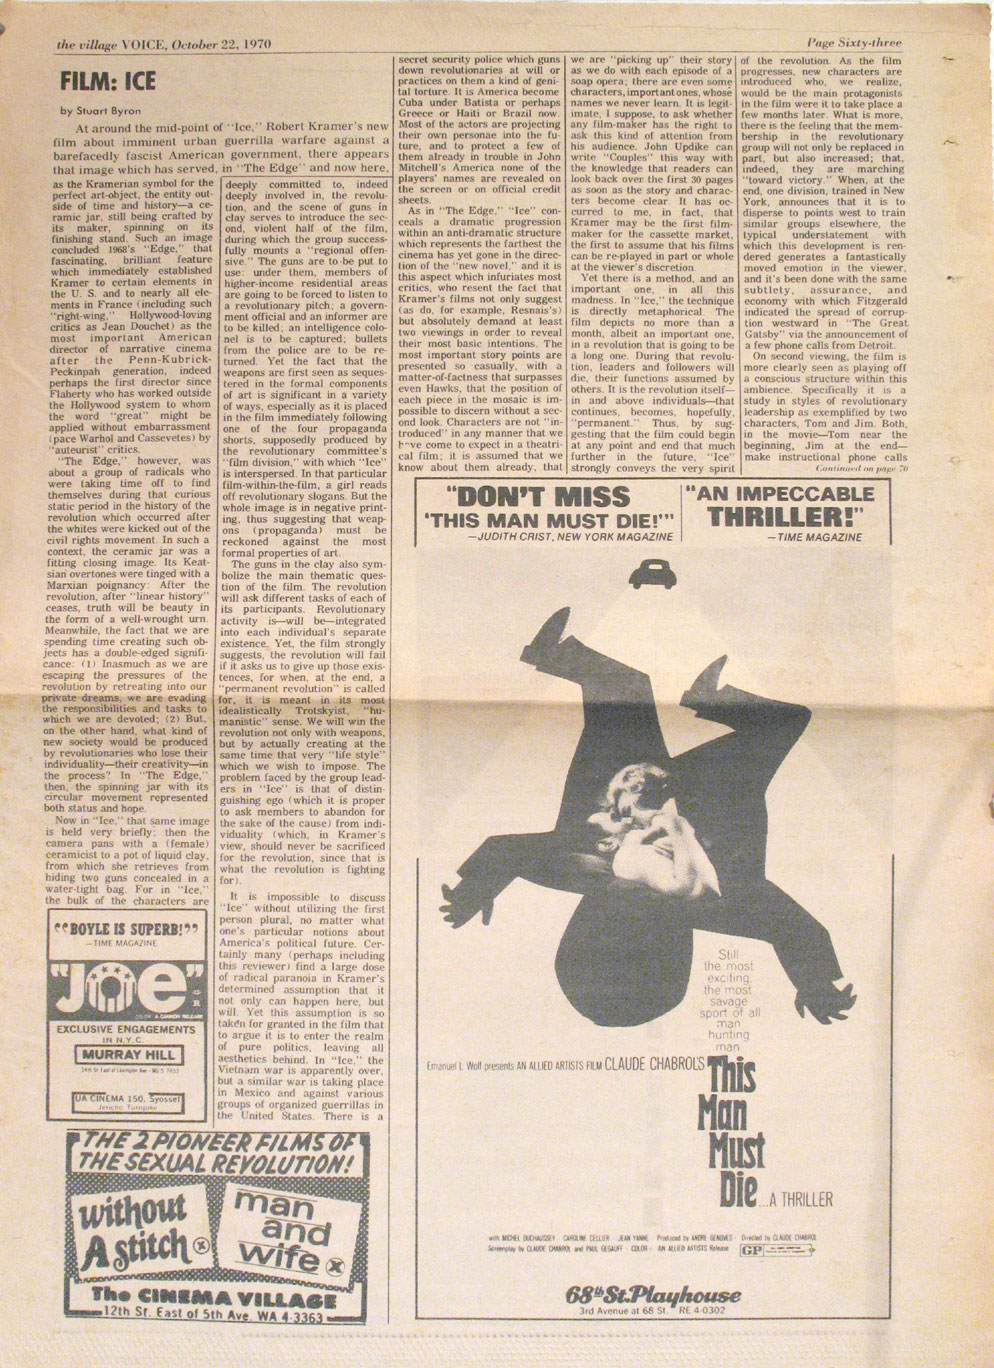 the village VOICE, October 22, 1970
Page Sixty-three
FILM: ICE
by Stuart Byron
At around the mid-point of "Ice," Robert Kramer's new
film about imminent urban guerrilla warfare against a
barefacedly fascist American government, there appears
that image which has served, in "The Edge" and now here,
as the Kramerian symbol for the
perfect art-object, the entity out-
side of time and history—a ce-
ramic jar, still being crafted by
its maker, spinning on its
finishing stand. Such an image
concluded 1968's "Edge," that
fascinating, brilliant feature
which immediately established
Kramer to certain elements in
the U. S. and to nearly all ele-
ments in France (including such
"right-wing," Hollywood-loving
critics as Jean Douchet) as the
most important American
director of narrative cinema
after the Penn-Kubrick-
Peckinpah generation, indeed
perhaps the first director since
Flaherty who has worked outside
the Hollywood system to whom
the word "great" might be
applied without embarrassment
(pace Warhol and Cassevetes) by
"auteurist" critics.
"The Edge," however, was
about a group of radicals who
were taking time off to find
themselves during that curious
static period in the history of the
revolution which occurred after
the whites were kicked out of the
civil rights movement. In such a
context, the ceramic jar was a
fitting closing image. Its Keat-
sian overtones were tinged with a
Marxian poignancy: After the
revolution, after "linear history"
ceases, truth will be beauty in
the form of a well-wrought urn.
Meanwhile, the fact that we are
spending time creating such ob-
jects has a double-edged signifi-
cance: (1) Inasmuch as we are
escaping the pressures of the
revolution by retreating into our
private dreams, we are evading
the responsibilities and tasks to
which we are devoted; (2) But,
on the other hand, what kind of
new society would be produced
by revolutionaries who lose their
individuality—their creativity—in
the process? In "The Edge,"
then, the spinning jar with its
circular movement represented
both status and hope.
Now in "Ice," that same image
is held very briefly; then the
camera pans with a (female)
ceramicist to a pot of liquid clay,
from which she retrieves from
hiding two guns concealed in a
water-tight bag. For in "Ice,"
the bulk of the characters are
deeply committed to, indeed
deeply involved in, the revolu-
tion, and the scene of guns in
clay serves to introduce the sec-
ond, violent half of the film,
during which the group success-
fully mounts a "regional offen-
sive." The guns are to be put to
use: under them, members of
higher-income residential areas
are going to be forced to listen to
a revolutionary pitch; a govern-
ment official and an informer are
to be killed; an intelligence colo-
nel is to be captured; bullets
from the police are to be re-
turned. Yet the fact that the
weapons are first seen as seques-
tered in the formal components
of art is significant in a variety
of ways, especially as it is placed
in the film immediately following
one of the four propaganda
shorts, supposedly produced by
the revolutionary committee's
"film division," with which "Ice"
is interspersed. In that particular
film-within-the-film, a girl reads
off revolutionary slogans. But the
whole image is in negative print-
ing, thus suggesting that weap-
ons (propaganda) must be
reckoned against the most
formal properties of art.
The guns in the clay also sym-
bolize the main thematic ques-
tion of the film. The revolution
will ask different tasks of each of
its participants. Revolutionary
activity is—will be—integrated
into each individual's separate
existence. Yet, the film strongly
suggests, the revolution will fail
if it asks us to give up those exis-
tences, for when, at the end, a
"permanent revolution" is called
for, it is meant in its most
idealistically Trotskyist, "hu-
manistic" sense. We will win the
revolution not only with weapons,
but by actually creating at the
same time that very "life style"
which we wish to impose. The
problem faced by the group lead-
ers in "Ice" is that of distin-
guishing ego (which it is proper
to ask members to abandon for
the sake of the cause) from indi-
viduality (which, in Kramer's
view, should never be sacrificed
for the revolution, since that is
what the revolution is fighting
for).
It is impossible to discuss
"Ice" without utilizing the first
person plural, no matter what
one's particular notions about
America's political future. Cer-
tainly many (perhaps including
this reviewer) find a large dose
of radical paranoia in Kramer's
determined assumption that it
not only can happen here, but
will. Yet this assumption is so
taken for granted in the film that
to argue it is to enter the realm
of pure politics, leaving all
aesthetics behind. In "Ice," the
Vietnam war is apparently over,
but a similar war is taking place
in Mexico and against various
groups of organized guerrillas in
the United States. There is a
secret security police which guns
down revolutionaries at will or
practices on them a kind of geni-
tal torture. It is America become
Cuba under Batista or perhaps
Greece or Haiti or Brazil now.
Most of the actors are projecting
their own personae into the fu-
ture, and to protect a few of
them already in trouble in John
Mitchell's America none of the
players' names are revealed on
the screen or on official credit
sheets.
As in "The Edge," "Ice" con-
ceals a dramatic progression
within an anti-dramatic structure
which represents the farthest the
cinema has yet gone in the direc-
tion of the "new novel," and it is
this aspect which infuriates most
critics, who resent the fact that
Kramer's films not only suggest
(as do, for example, Resnais's)
but absolutely demand at least
two viewings in order to reveal
their most basic intentions. The
most important story points are
presented so casually, with a
matter-of-factness that surpasses
even Hawks, that the position of
each piece in the mosaic is im-
possible to discern without a sec-
ond look. Characters are not "in-
troduced" in any manner that we
have come to expect in a theatri-
cal film; it is assumed that we
know about them already, that
we are "picking up" their story
as we do with each episode of a
soap opera; there are even some
characters, important ones, whose
names we never learn. It is legit-
imate, I suppose, to ask whether
any film-maker has the right to
ask this kind of attention from
his audience. John Updike can
write "Couples" this way with
the knowledge that readers can
look back over the first 30 pages
as soon as the story and charac-
ters become clear. It has oc-
curred to me, in fact, that
Kramer may be the first film-
maker for the cassette market,
the first to assume that his films
can be re-played in part or whole
at the viewer's discretion.
Yet there is a method, and an
important one, in all this
madness. In "Ice," the technique
is directly metaphorical. The
film depicts no more than a
month, albeit an important one,
in a revolution that is going to be
a long one. During that revolu-
tion, leaders and followers will
die, their functions assumed by
others. It is the revolution itself—
in and above individuals—that
continues, becomes, hopefully,
"permanent." Thus, by sug-
gesting that the film could begin
at any point and end that much
further in the future, "Ice"
strongly conveys the very spiril
of the revolution. As the film
progresses, new characters are
introduced who, we realize,
would be the main protagonists
in the film were it to take place a
few months later. What is more,
there is the feeling that the mem-
bership in the revolutionary
group will not only be replaced in
part, but also increased; that,
indeed, they are marching
"toward victory." When, at the
end, one division, trained in New
York, announces that it is to
disperse to points west to train
similar groups elsewhere, the
typical understatement with
which this development is ren-
dered generates a fantastically
moved emotion in the viewer,
and it's been done with the same
subtlety, assurance, and
economy with which Fitzgerald
indicated the spread of corrup-
tion westward in "The Great
Gatsby" via the announcement of
a few phone calls from Detroit.
On second viewing, the film is
more clearly seen as playing off
a conscious structure within this
ambience. Specifically it is a
study in styles of revolutionary
leadership as exemplified by two
characters, Tom and Jim. Both,
in the movie—Tom near the
beginning, Jim at the end—
make instructional phone calls
Continued on page 70
"BOYLE IS SUPERB!"
—TIME MAGAZINE
"JOE"
R
COLOR A CANNON RELEASE
EXCLUSIVE ENGAGEMENTS
IN N.Y.C.
MURRAY HILL
34th St. East of Lexington Ave
UA CINEMA 150, Syosset
Jericho Turnpike
THE 2 PIONEER FILMS OF
THE SEXUAL REVOLUTION!
without
A stitch x
man
and
wife x
The CINEMA VILLAGE
12th St. East of 5th Ave. WA 4-3363
"DON'T MISS
'THIS MAN MUST DIE!'"
—JUDITH CRIST, NEW YORK MAGAZINE
"AN IMPECCABLE
THRILLER!"
—TIME MAGAZINE
Still
the most
exciting,
the most
savage
sport of all
man
hunting
man
Emanuel L. Wolf presents AN ALLIED ARTISTS FILM CLAUDE CHABROL'S
This
Man
Must
Die...A THRILLER
with MICHEL DUCHAUSSEY CAROLINE CELLIER JEAN YANNE Produced by ANDRE GENOVES Directed by CLAUDE CHABROL
Screenplay by CLAUDE CHABROL and PAUL GEGAUFF COLOR AN ALLIED ARTISTS Release GP
68th St. Playhouse
3rd Avenue at 68 St. RE 4-0302